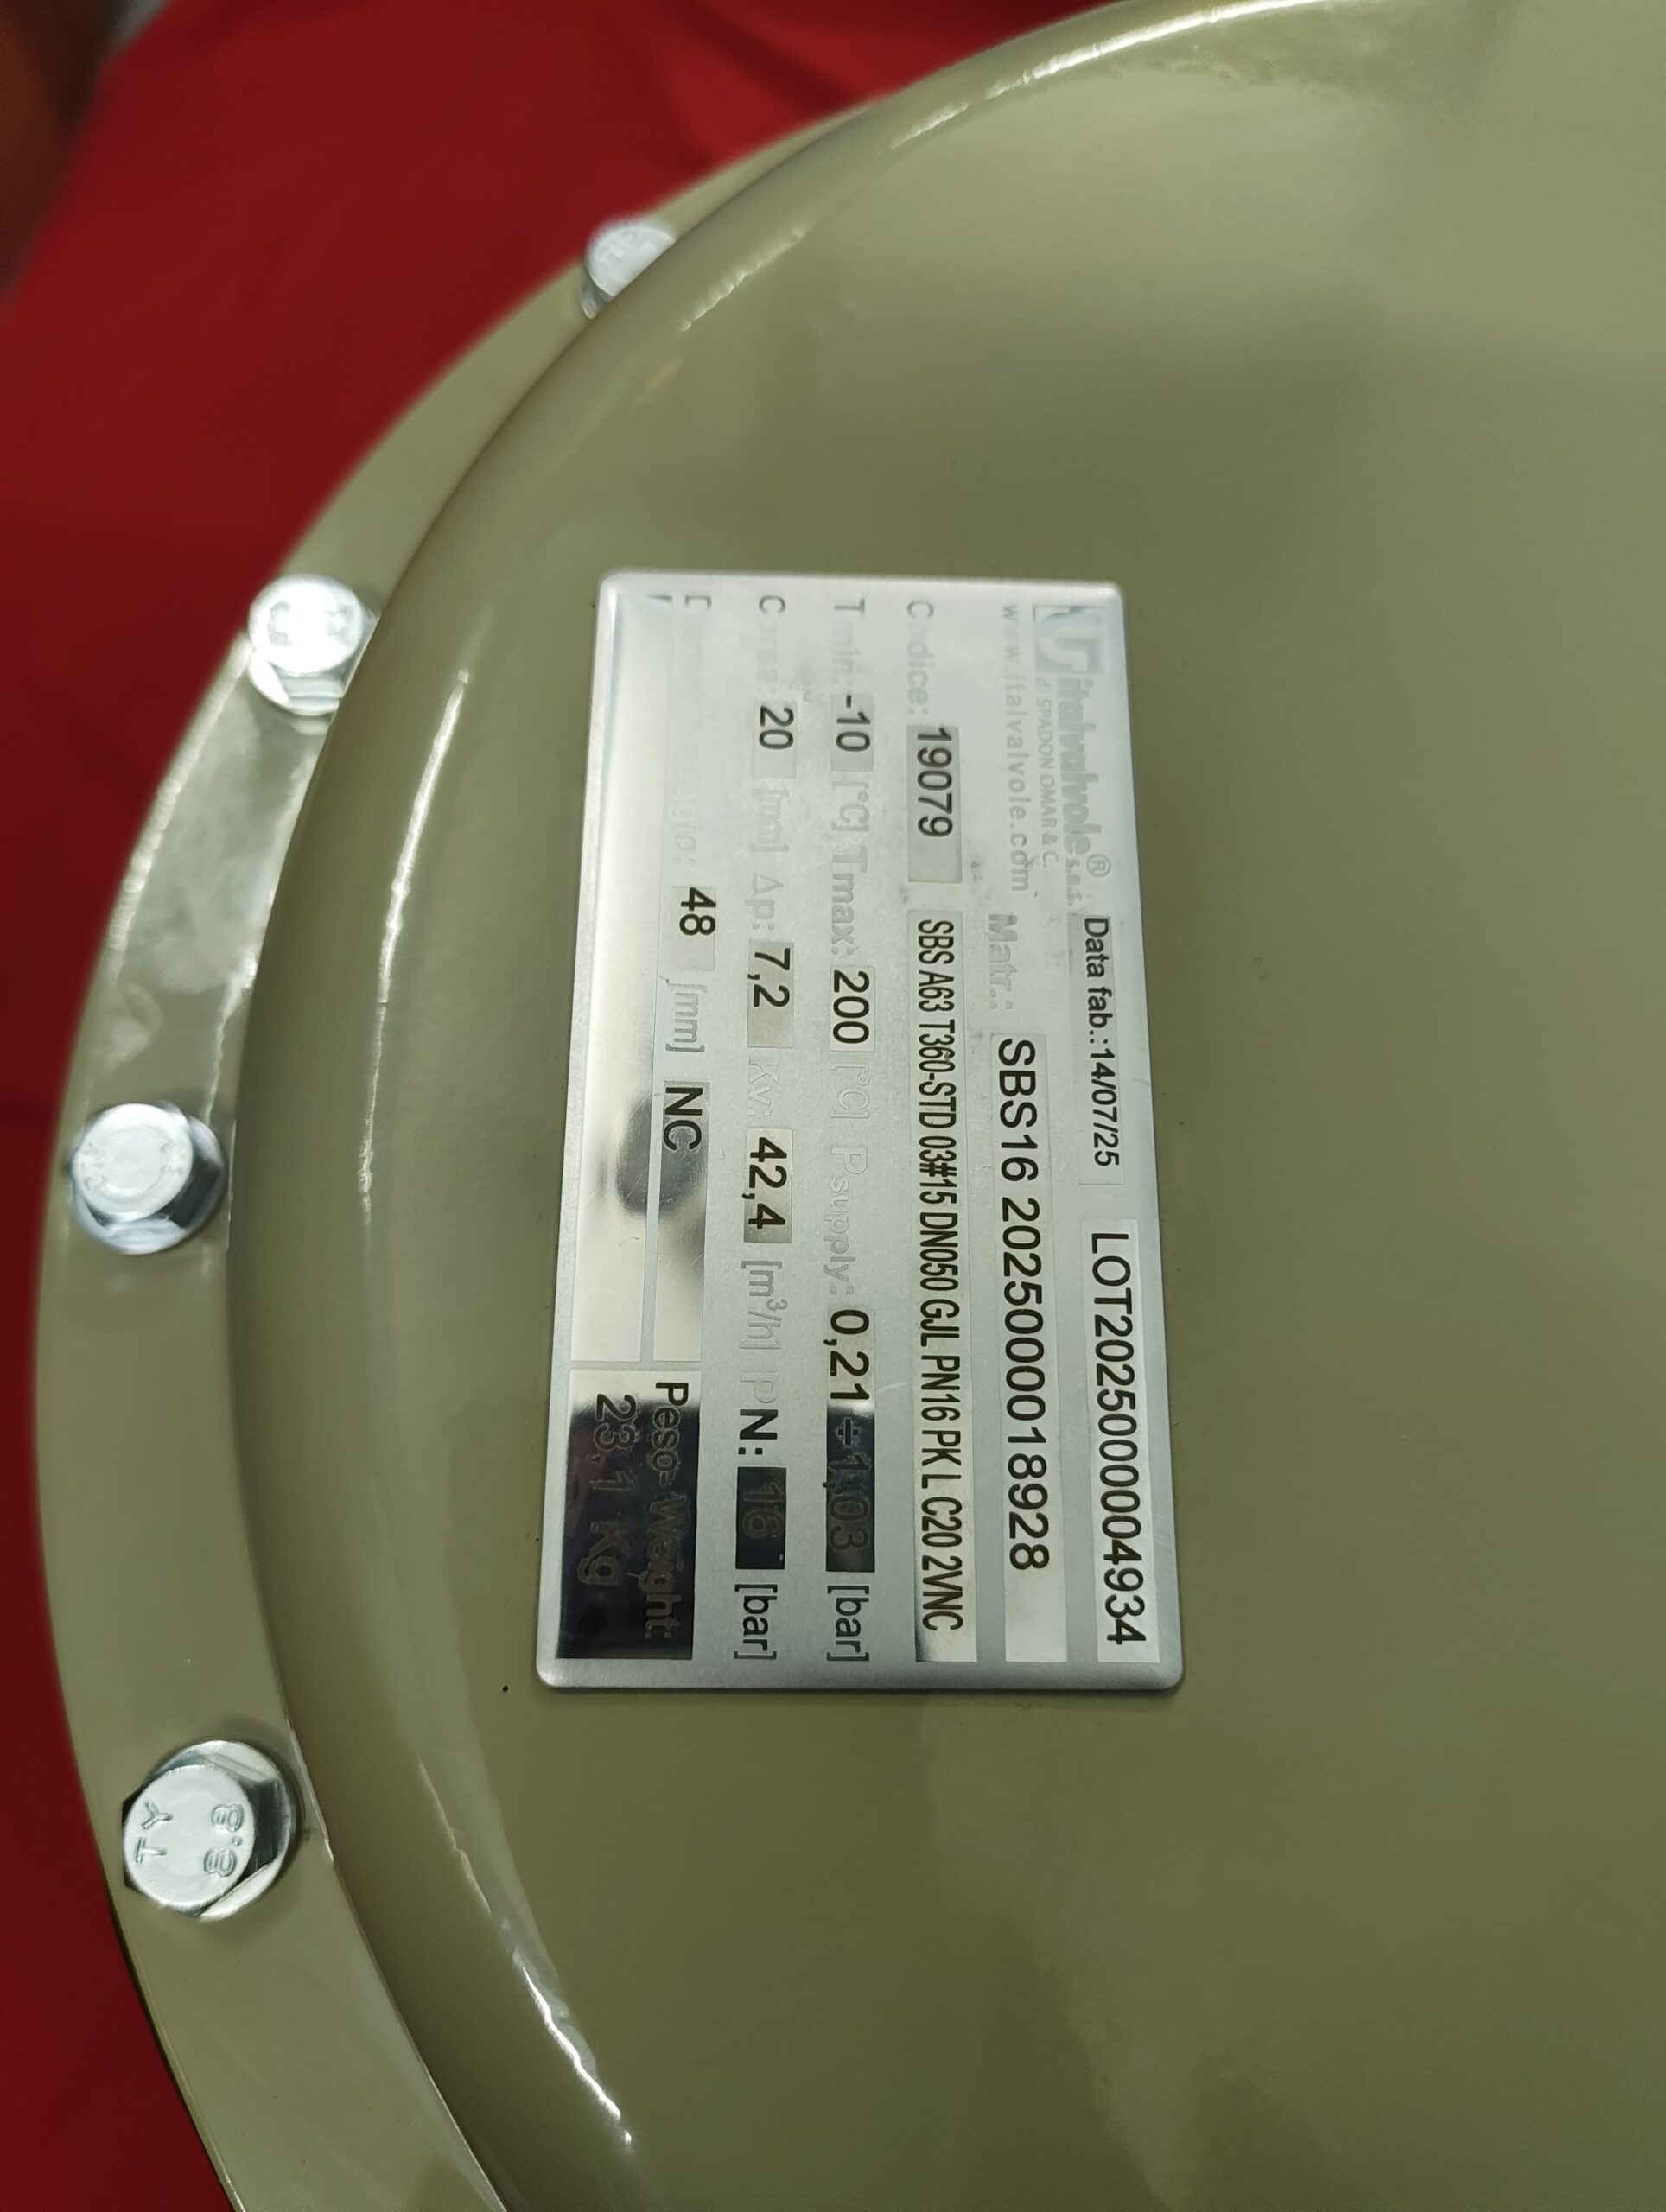 italvalvole® s.a.s. Data fab.:14/07/25 LOT20250000004934
di SPADON OMAR & C.
www.italvalvole.com Matr.: SBS16 20250000018928
Codice: 19079 SBS A63 T360-STD 03#15 DN050 GJL PN16 PK L C20 2VNC
Tmin: -10 [°C] Tmax: 200 [°C] Psupply: 0,21 ÷ 1,03 [bar]
Corsa: 20 [mm] Δp: 7,2 Kv: 42,4 [m³/h] PN: 16 [bar]
48 [mm] NC Peso- Weight:
23,1 Kg
TY
8.8